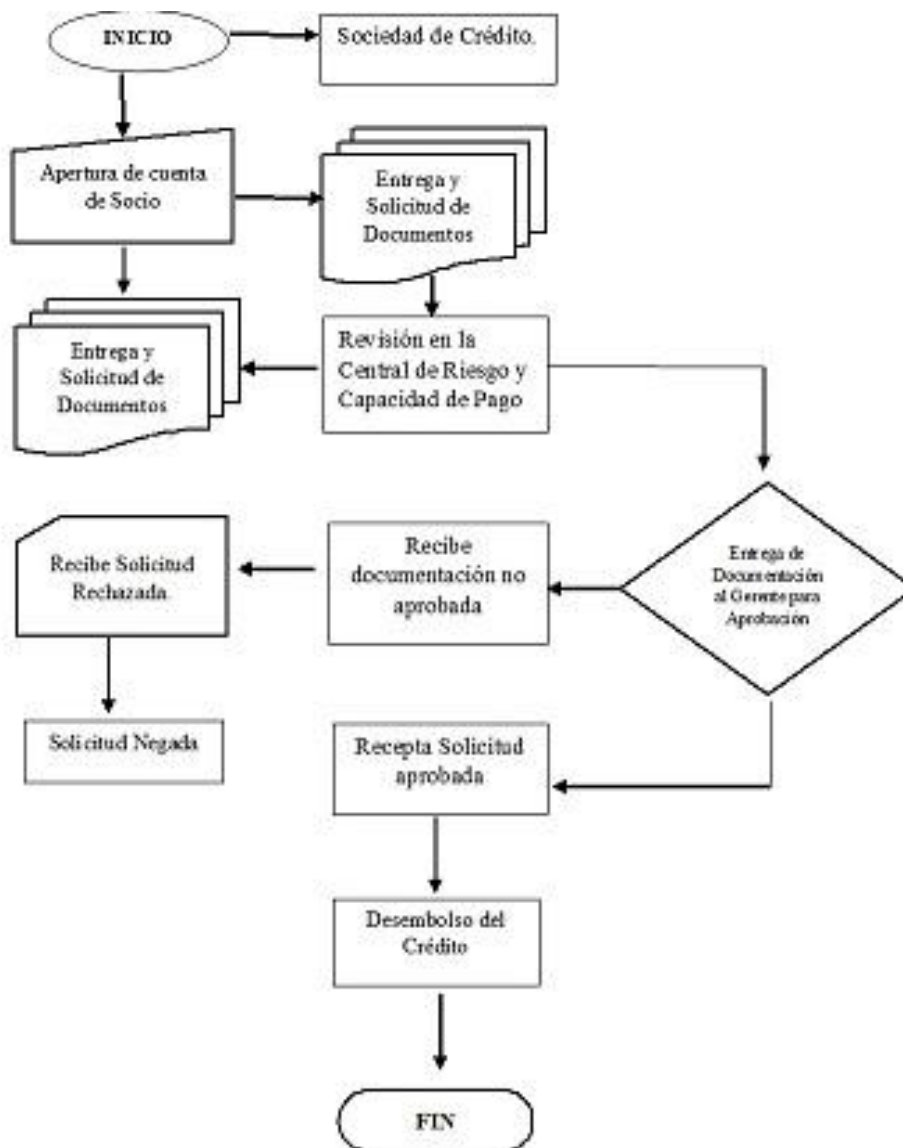 INICIO
Sociedad de Crédito.
Apertura de cuenta
de Socio
Entrega y
Solicitud de
Documentos
Entrega y
Solicitud de
Documentos
Revisión en la
Central de Riesgo y
Capacidad de Pago
Recibe Solicitud
Rechazada.
Recibe
documentación no
aprobada
Entrega de
Documentación
al Gerente para
Aprobación
Solicitud Negada
Recepta Solicitud
aprobada
Desembolso del
Crédito
FIN